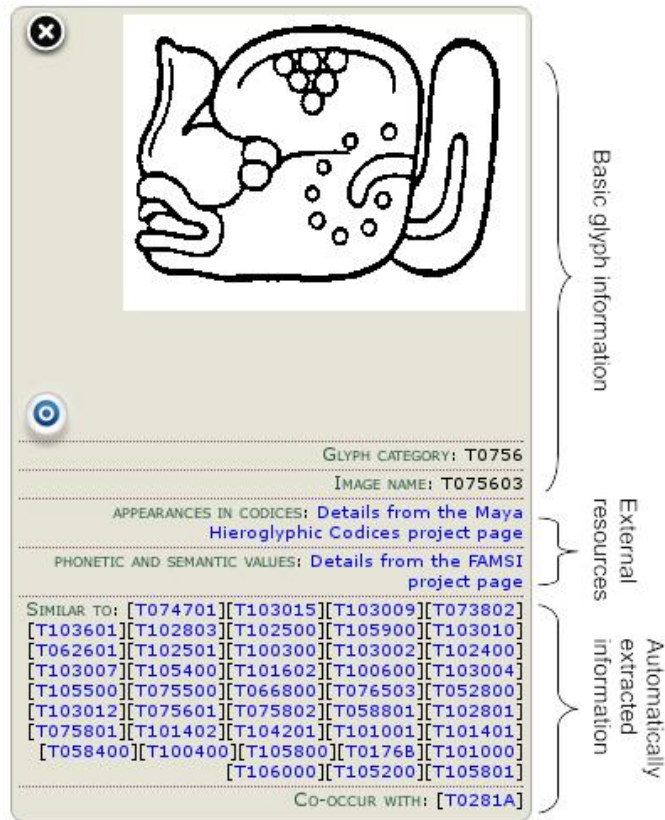 GLYPH CATEGORY: T0756
IMAGE NAME: T075603
APPEARANCES IN CODICES: Details from the Maya
Hieroglyphic Codices project page
PHONETIC AND SEMANTIC VALUES: Details from the FAMSI
project page
SIMILAR TO: [T074701][T103015][T103009][T073802]
[T103601][T102803][T102500][T105900][T103010]
[T062601][T102501][T100300][T103002][T102400]
[T103007][T105400][T101602][T100600][T103004]
[T105500][T075500][T066800][T076503][T052800]
[T103012][T075601][T075802][T058801][T102801]
[T075801][T101402][T104201][T101001][T101401]
[T058400][T100400][T105800][T0176B][T101000]
[T106000][T105200][T105801]
CO-OCCUR WITH: [T0281A]
Basic glyph information
External
resources
Automatically
extracted
information